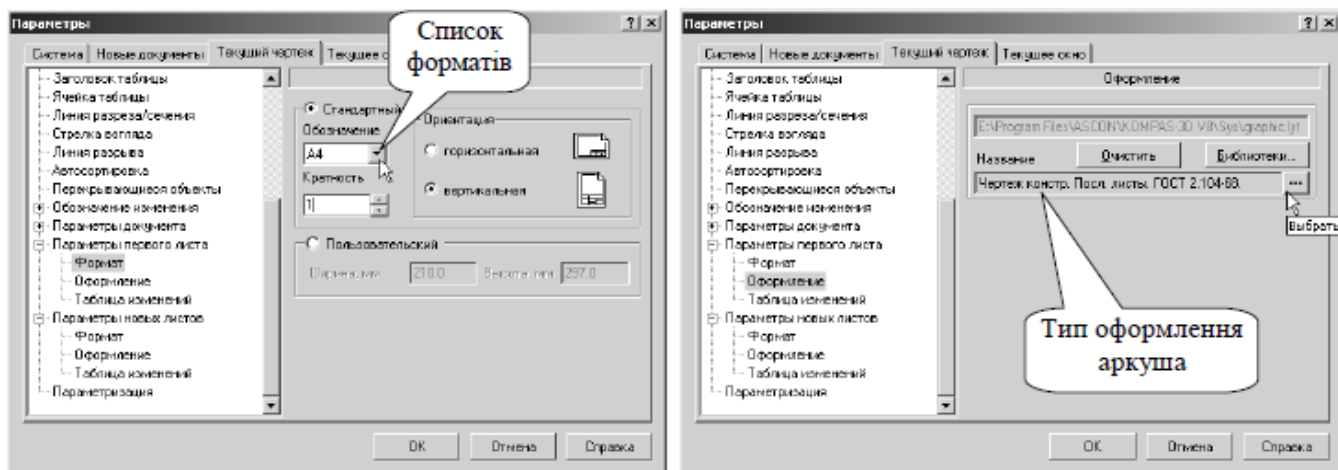 Параметры
Система
Новые документы
Текущий чертеж
Текущее о
Список
форматів
Заголовок таблицы
Ячейка таблицы
Линия разреза/сечения
Стрелка взгляда
Линия разрыва
Автосортировка
Перекрывающиеся объекты
Обозначение изменения
Параметры документа
Параметры первого листа
Формат
Оформление
Таблица изменений
Параметры новых листов
Формат
Оформление
Таблица изменений
Параметризация
Стандартный
Обозначение
A4
Кратность
1
Ориентация
горизонтальная
вертикальная
Пользовательский
Ширина, мм
210.0
Высота, мм
297.0
OK
Отмена
Справка
Параметры
Система
Новые документы
Текущий чертеж
Текущее окно
Заголовок таблицы
Ячейка таблицы
Линия разреза/сечения
Стрелка взгляда
Линия разрыва
Автосортировка
Перекрывающиеся объекты
Обозначение изменения
Параметры документа
Параметры первого листа
Формат
Оформление
Таблица изменений
Параметры новых листов
Формат
Оформление
Таблица изменений
Параметризация
Оформление
E:\Program Files\ASCON\KOMPAS-3D V8\Sys\graphic.lyt
Название
Очистить
Библиотеки...
Чертеж констр. Посл. листы. ГОСТ 2.104-68.
...
Выбрать
Тип оформлення
аркуша
OK
Отмена
Справка